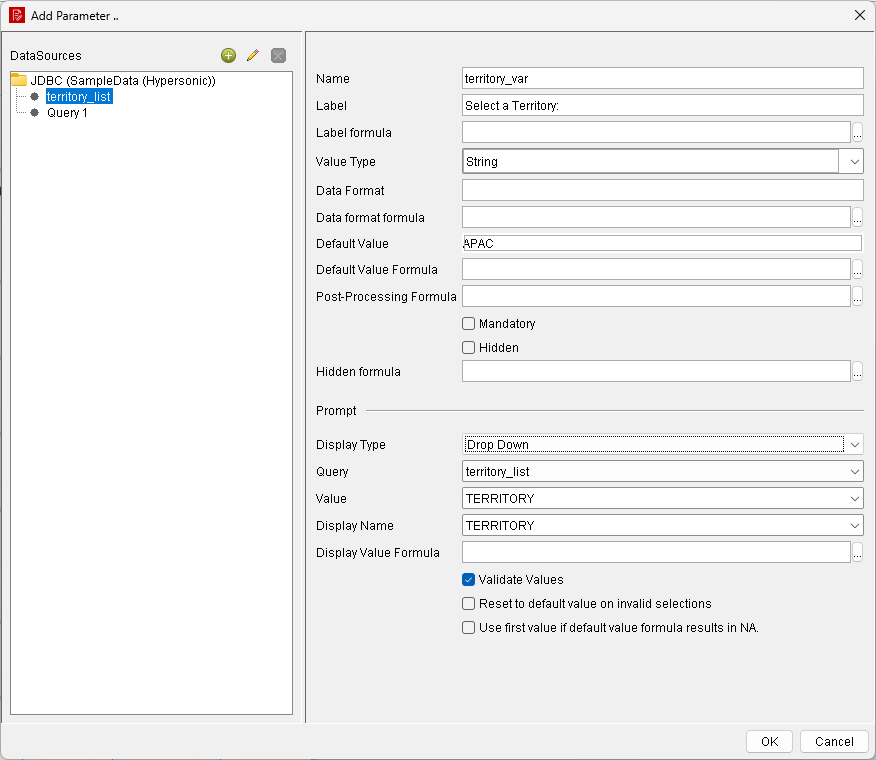 Add Parameter ..
DataSources
JDBC (SampleData (Hypersonic))
territory_list
Query 1
Name territory_var
Label Select a Territory:
Label formula ...
Value Type String
Data Format
Data format formula ...
Default Value APAC
Default Value Formula ...
Post-Processing Formula ...
Mandatory
Hidden
Hidden formula ...
Prompt
Display Type Drop Down
Query territory_list
Value TERRITORY
Display Name TERRITORY
Display Value Formula ...
Validate Values
Reset to default value on invalid selections
Use first value if default value formula results in NA.
OK Cancel